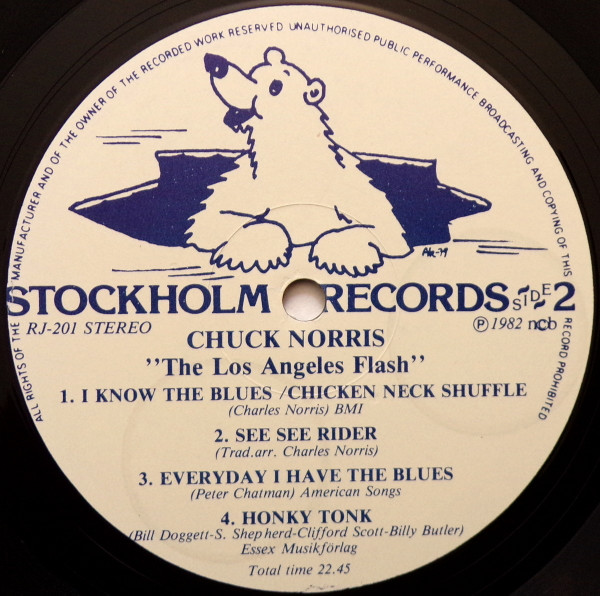 ALL RIGHTS OF THE MANUFACTURER AND OF THE OWNER OF THE RECORDED WORK RESERVED UNAUTHORISED PUBLIC PERFORMANCE BROADCASTING AND COPYING OF THIS RECORD PROHIBITED
AK-79
STOCKHOLM RECORDS SIDE 2
RJ-201 STEREO
Ⓟ 1982 ncb
CHUCK NORRIS
"The Los Angeles Flash"
1. I KNOW THE BLUES /CHICKEN NECK SHUFFLE
(Charles Norris) BMI
2. SEE SEE RIDER
(Trad.arr. Charles Norris)
3. EVERYDAY I HAVE THE BLUES
(Peter Chatman) American Songs
4. HONKY TONK
(Bill Doggett-S. Shepherd-Clifford Scott-Billy Butler)
Essex Musikförlag
Total time 22.45